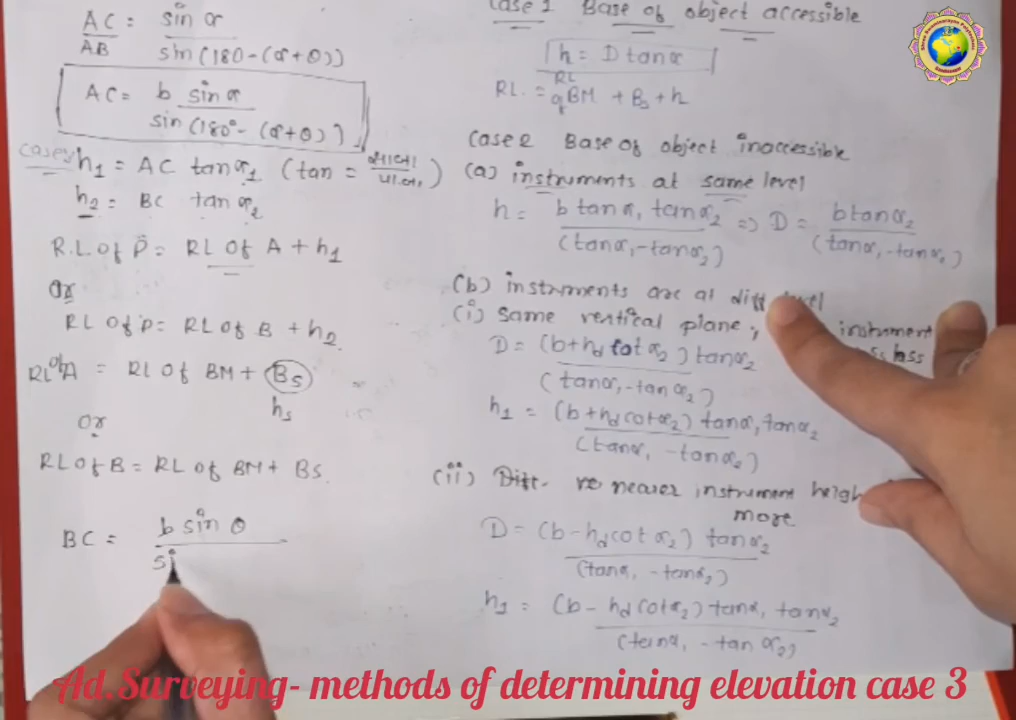 AC/AB = sin α / sin (180 - (α+θ))
AC = b sin α / sin (180° - (α+θ))
h₁ = AC tan α₁ (tan =
h₂ = BC tan α₂
R.L. of P = RL of A + h₁
Or
RL of P = RL of B + h₂.
RL of A = RL of BM + Bs
hs
Or
RL of B = RL of BM + Bs.
BC = b sin θ / si
Case 1 Base of object accessible
h = D tan α
RL. = RL of BM + Bs + h
Case 2 Base of object inaccessible
(a) instruments at same level
h = b tan α₁ tan α₂ / (tan α₁ - tan α₂) => D = b tan α₂ / (tan α₁ - tan α₂)
(b) instruments are at diff
(i) Same vertical plane, instrument
D = (b + hd cot α₂) tan α₂ / (tan α₁ - tan α₂)
h₁ = (b + hd cot α₂) tan α₁ tan α₂ / (tan α₁ - tan α₂)
(ii) nearer instrument
more
D = (b - hd cot α₂) tan α₂ / (tan α₁ - tan α₂)
h₁ = (b - hd cot α₂) tan α₁ tan α₂ / (tan α₁ - tan α₂)
Ad. Surveying- methods of determining elevation case 3